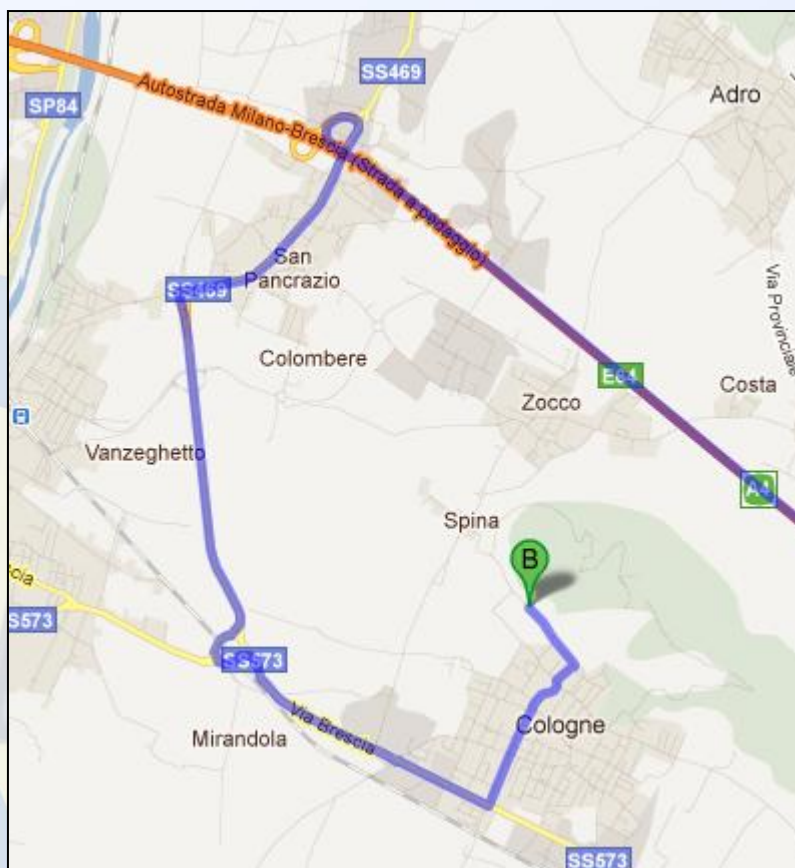 SS469
Adro
SP84
Autostrada Milano-Brescia (Strada a pedaggio)
San
Pancrazio
SS469
Via Provinciale
Colombere
E64
Costa
Zocco
Vanzeghetto
A4
Spina
B
scia
S573
SS573
Via Brescia
Mirandola
Cologne
SS573